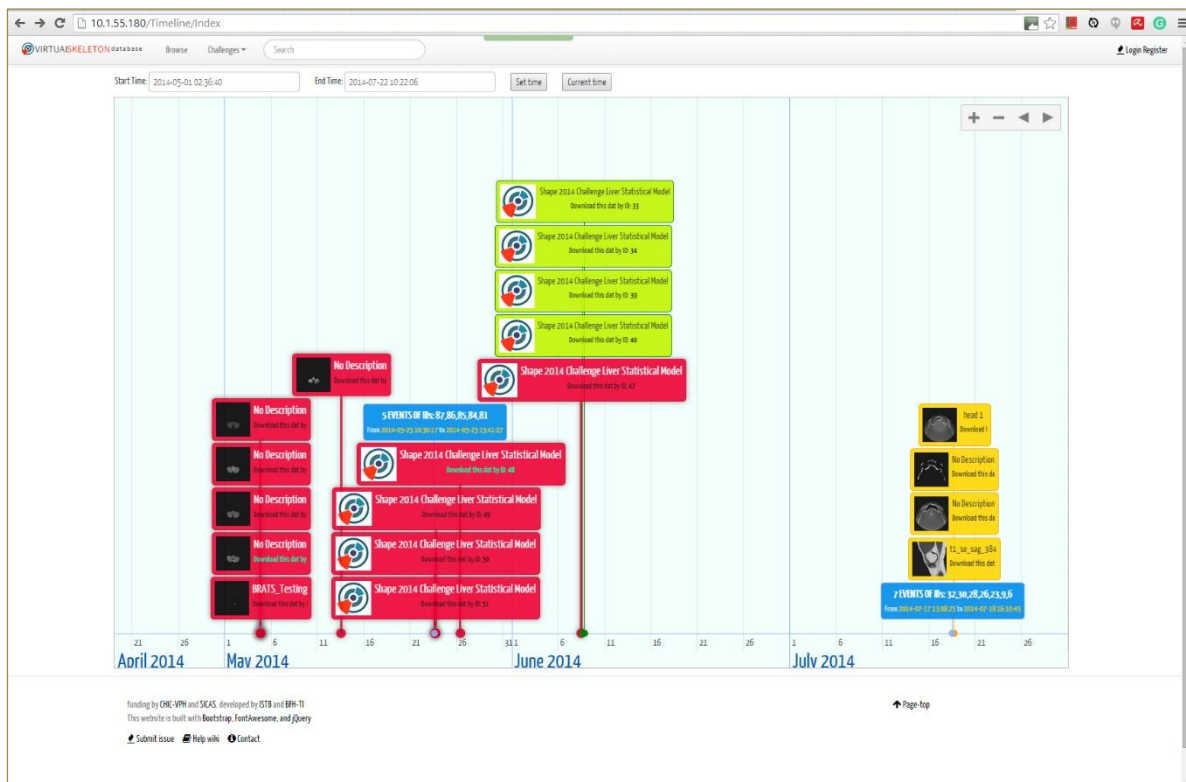 10.1.55.180/Timeline/Index
VIRTUALSKELETON database Browse Challenges Search Login Register
Start Time: 2014-05-01 02:36:40 End Time: 2014-07-22 10:22:06 Set time Current time
Shape 2014 Challenge Liver Statistical Model
Download this dat by ID: 33
Shape 2014 Challenge Liver Statistical Model
Download this dat by ID: 34
Shape 2014 Challenge Liver Statistical Model
Download this dat by ID: 39
Shape 2014 Challenge Liver Statistical Model
Download this dat by ID: 40
No Description
Download this dat by
Shape 2014 Challenge Liver Statistical Model
Download this dat by ID: 47
No Description
Download this dat by
5 EVENTS OF IDs: 87,86,85,84,81
From 2014-05-23 10:30:17 to 2014-05-23 13:41:27
head 1
Download
No Description
Download this dat by
Shape 2014 Challenge Liver Statistical Model
Download this dat by ID: 48
No Description
Download this da
No Description
Download this dat by
Shape 2014 Challenge Liver Statistical Model
Download this dat by ID: 49
No Description
Download this da
No Description
Download this dat by
Shape 2014 Challenge Liver Statistical Model
Download this dat by ID: 50
t1_se_sag_384
Download this dat
BRATS_Testing
Download this dat by
Shape 2014 Challenge Liver Statistical Model
Download this dat by ID: 51
7 EVENTS OF IDs: 32,30,28,26,23,9,6
From 2014-07-17 13:08:25 to 2014-07-18 16:10:45
21 26 1 6 11 16 21 26 31 1 6 11 16 21 26 1 6 11 16 21 26
April 2014 May 2014 June 2014 July 2014
funding by CHIC-VPH and SICAS, developed by ISTB and BFH-TI
This website is built with Bootstrap, FontAwesome, and jQuery
Page-top
Submit issue Help wiki Contact